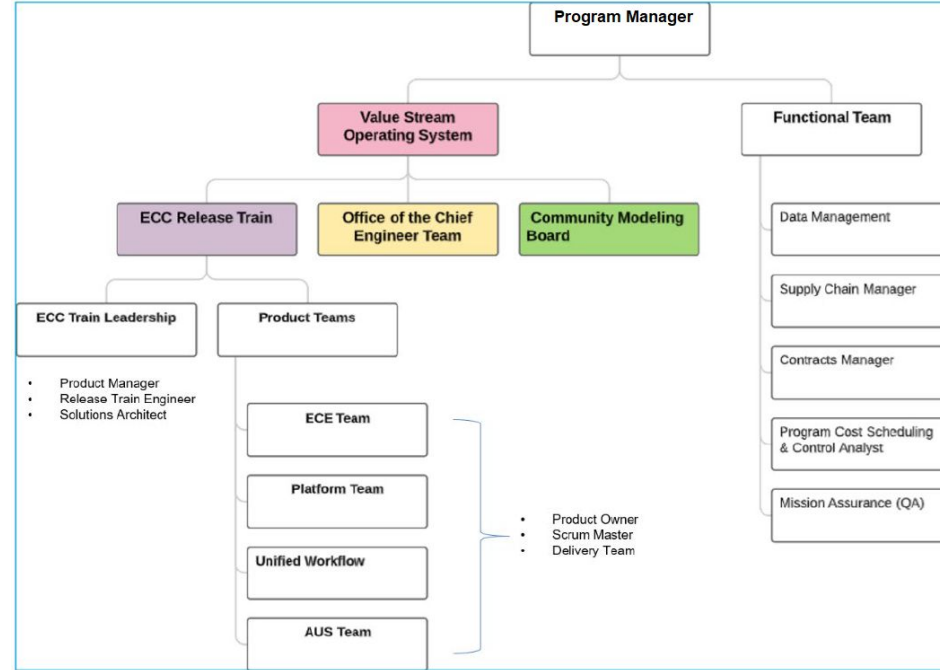 Program Manager
Value Stream
Operating System
Functional Team
ECC Release Train
Office of the Chief
Engineer Team
Community Modeling
Board
Data Management
Supply Chain Manager
Contracts Manager
Program Cost Scheduling
& Control Analyst
Mission Assurance (QA)
ECC Train Leadership
• Product Manager
• Release Train Engineer
• Solutions Architect
Product Teams
ECE Team
Platform Team
Unified Workflow
AUS Team
• Product Owner
• Scrum Master
• Delivery Team